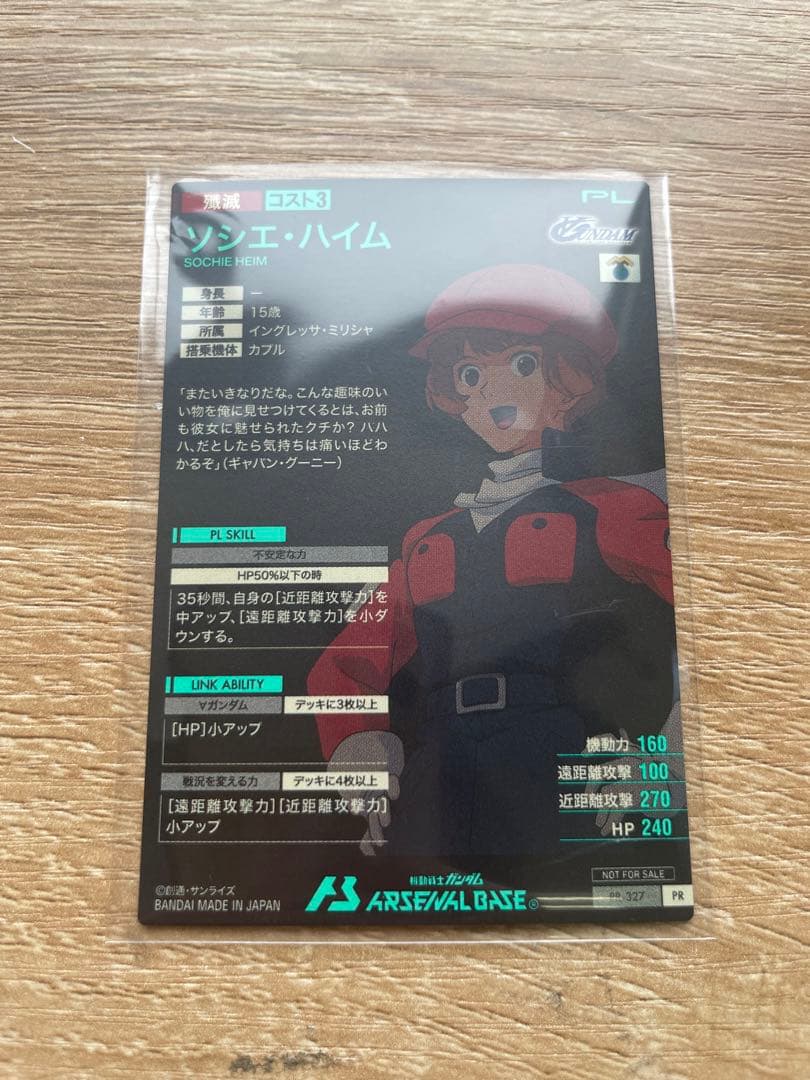 殲滅 コスト3 PL
ソシエ・ハイム
SOCHIE HEIM
GUNDAM
身長 ー
年齢 15歳
所属 イングレッサ・ミリシャ
搭乗機体 カプル
「またいきなりだな。こんな趣味のい
い物を俺に見せつけてくるとは、お前
も彼女に魅せられたクチか? ハハ
ハ、だとしたら気持ちは痛いほどわ
かるぞ」(ギャバン・グーニー)
PL SKILL
不安定な力
HP50%以下の時
35秒間、自身の[近距離攻撃力]を
中アップ、[遠距離攻撃力]を小ダ
ウンする。
LINK ABILITY
∀ガンダム デッキに3枚以上
[HP]小アップ
戦況を変える力 デッキに4枚以上
[遠距離攻撃力][近距離攻撃力]
小アップ
機動力 160
遠距離攻撃 100
近距離攻撃 270
HP 240
NOT FOR SALE
PR-327 PR
©創通・サンライズ
BANDAI MADE IN JAPAN
機動戦士ガンダム
ARSENAL BASE®